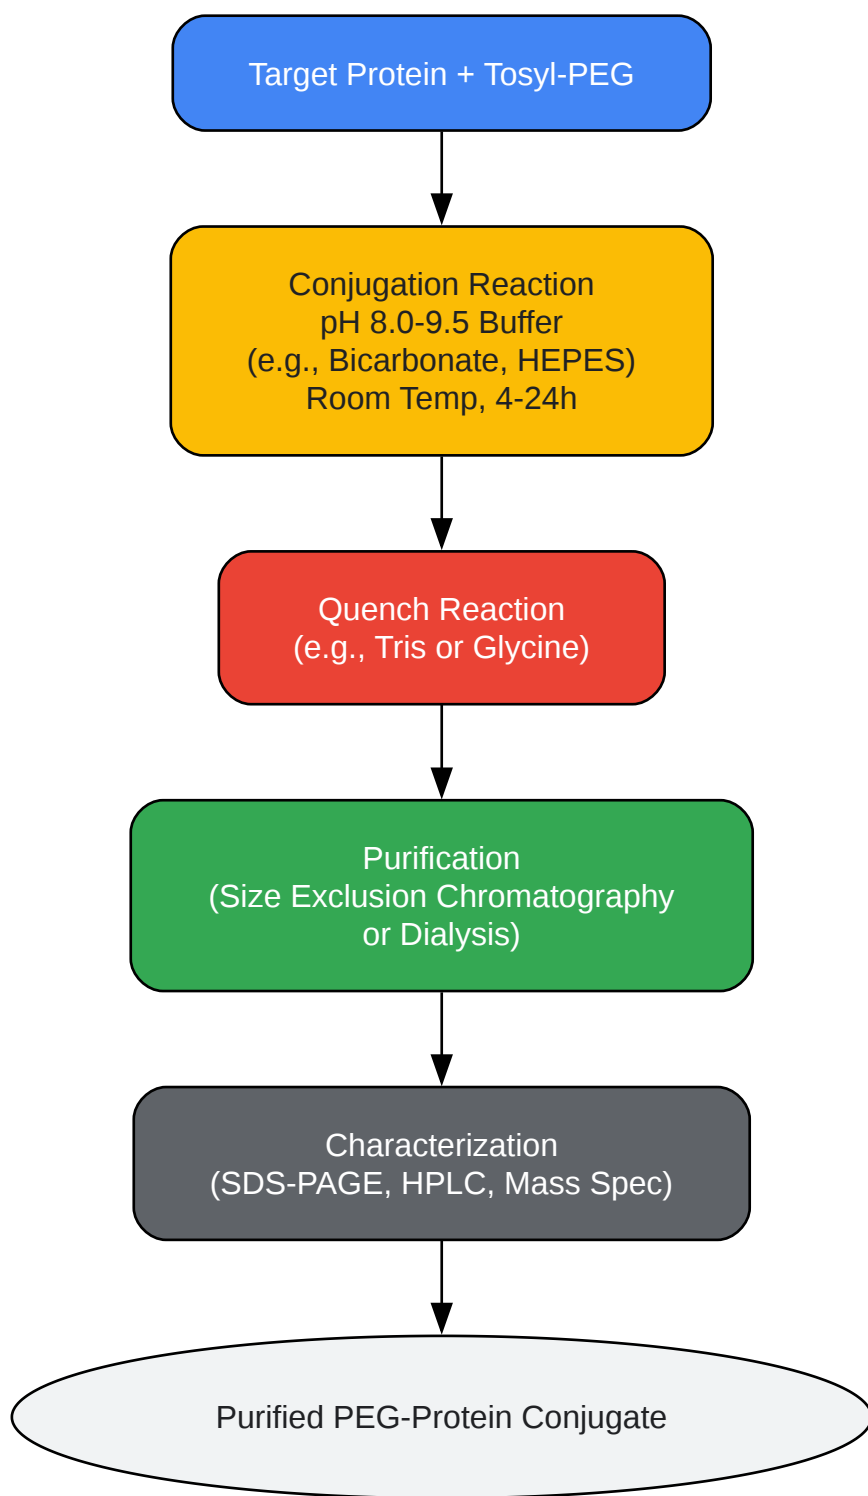 Target Protein + Tosyl-PEG
Conjugation Reaction
pH 8.0-9.5 Buffer
(e.g., Bicarbonate, HEPES)
Room Temp, 4-24h
Quench Reaction
(e.g., Tris or Glycine)
Purification
(Size Exclusion Chromatography
or Dialysis)
Characterization
(SDS-PAGE, HPLC, Mass Spec)
Purified PEG-Protein Conjugate